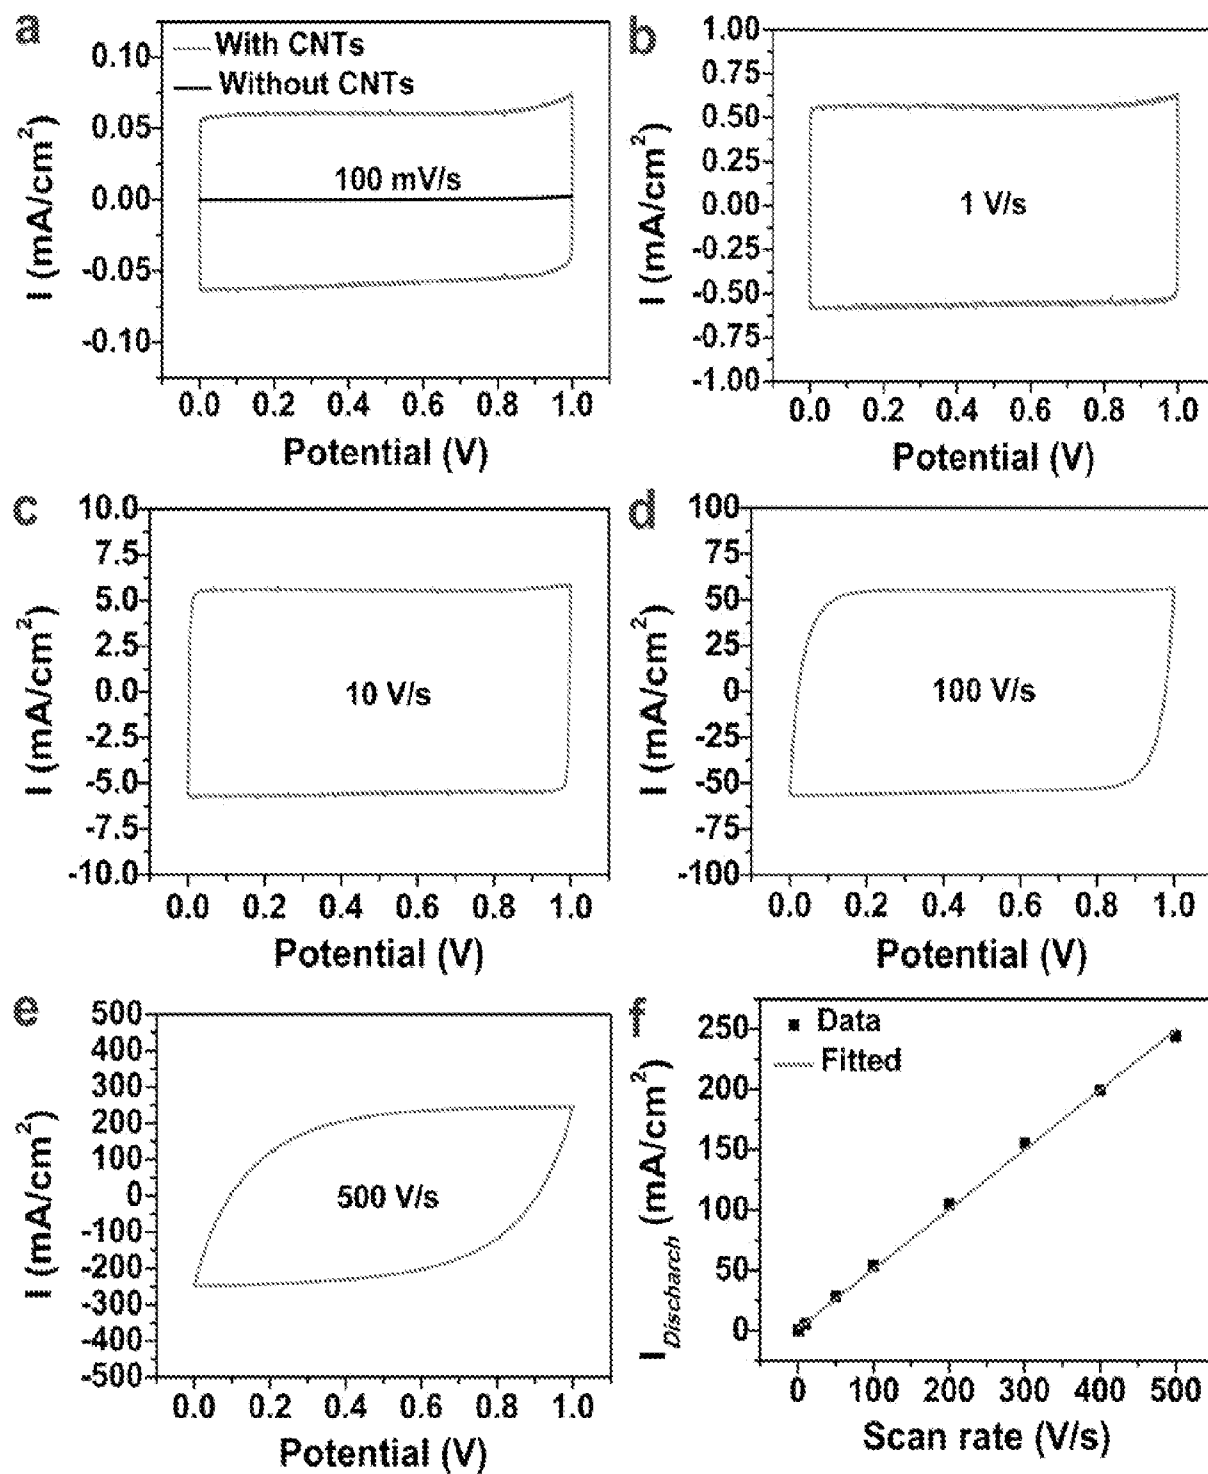 a
With CNTs
Without CNTs
0.10
0.05
0.00
-0.05
-0.10
I (mA/cm²)
100 mV/s
0.0 0.2 0.4 0.6 0.8 1.0
Potential (V)
b
1.00
0.75
0.50
0.25
0.00
-0.25
-0.50
-0.75
-1.00
I (mA/cm²)
1 V/s
0.0 0.2 0.4 0.6 0.8 1.0
Potential (V)
c
10.0
7.5
5.0
2.5
0.0
-2.5
-5.0
-7.5
-10.0
I (mA/cm²)
10 V/s
0.0 0.2 0.4 0.6 0.8 1.0
Potential (V)
d
100
75
50
25
0
-25
-50
-75
-100
I (mA/cm²)
100 V/s
0.0 0.2 0.4 0.6 0.8 1.0
Potential (V)
e
500
400
300
200
100
0
-100
-200
-300
-400
-500
I (mA/cm²)
500 V/s
0.0 0.2 0.4 0.6 0.8 1.0
Potential (V)
f
Data
Fitted
250
200
150
100
50
0
I Discharch (mA/cm²)
0 100 200 300 400 500
Scan rate (V/s)